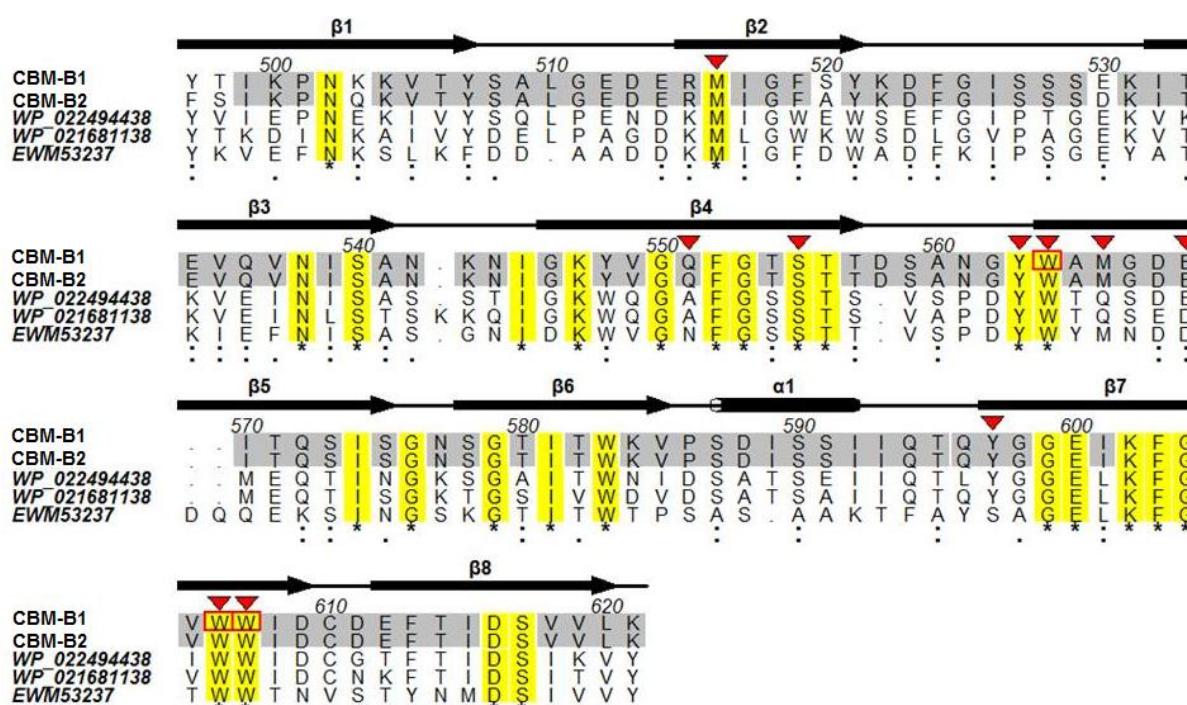 β1 β2
500 510 520 530
CBM-B1 Y T I K P N K K V T Y S A L G E D E R M I G F S Y K D F G I S S S E K I T
CBM-B2 F S I K P N Q K V T Y S A L G E D E R M I G F A Y K D F G I S S S D K I T
WP_022494438 Y V I E P N E K I V Y S Q L P E N D K M I G W E W S E F G V P A G E K V K
WP_021681138 Y T K D I N K A I V Y D E L P A G D K M L G W K W S D L G V P A G E K V T
EWM53237 Y K V E F N K S L K F D D . A A D D K M I G F D W A D F K I P S G E Y A T
β3 β4
540 550 560
CBM-B1 E V Q V N I S A N . K N I G K Y V G Q F G T S T T D S A N G Y W A M G D E
CBM-B2 E V Q V N I S A N . K N I G K Y V G Q F G T S T T D S A N G Y W A M G D E
WP_022494438 K V E I N I S A S . S T I G K W Q G A F G S S T S . V S P D Y W T Q S E E
WP_021681138 K V E I N L S T S K K Q I G K W Q G A F G S S T S . V A P D Y W T Q S E D
EWM53237 K I E F N I S A S . G N I D K W V G A F G S S T T . V S P D Y W Y M N D D
β5 β6 α1 β7
570 580 590 600
CBM-B1 . . I T Q S I S G N S G T I T W K V P S D I S S I I Q T Q Y G G E I K F G
CBM-B2 . . I T Q S I S G N S G T I T W K V P S D I S S I I Q T Q Y G G E I K F G
WP_022494438 . . M E Q T I N G K S G A I T W N I D S A T S E I I Q T L Y G G E L K F G
WP_021681138 . . M E Q T I S G K T G S I V W D V D S A T S A I I Q T Q Y G G E L K F G
EWM53237 D Q Q E K S I N G S K G T I T W T P S A S . A A K T F A Y S A G E L K F G
β8
610 620
CBM-B1 V W W I D C D E F T I D S V V L K
CBM-B2 V W W I D C D E F T I D S V V L K
WP_022494438 I W W I D C G T F T I D S I K V Y
WP_021681138 V W W I D C N K F T I D S I T V Y
EWM53237 T W W T N V S T Y N M D S I V V Y